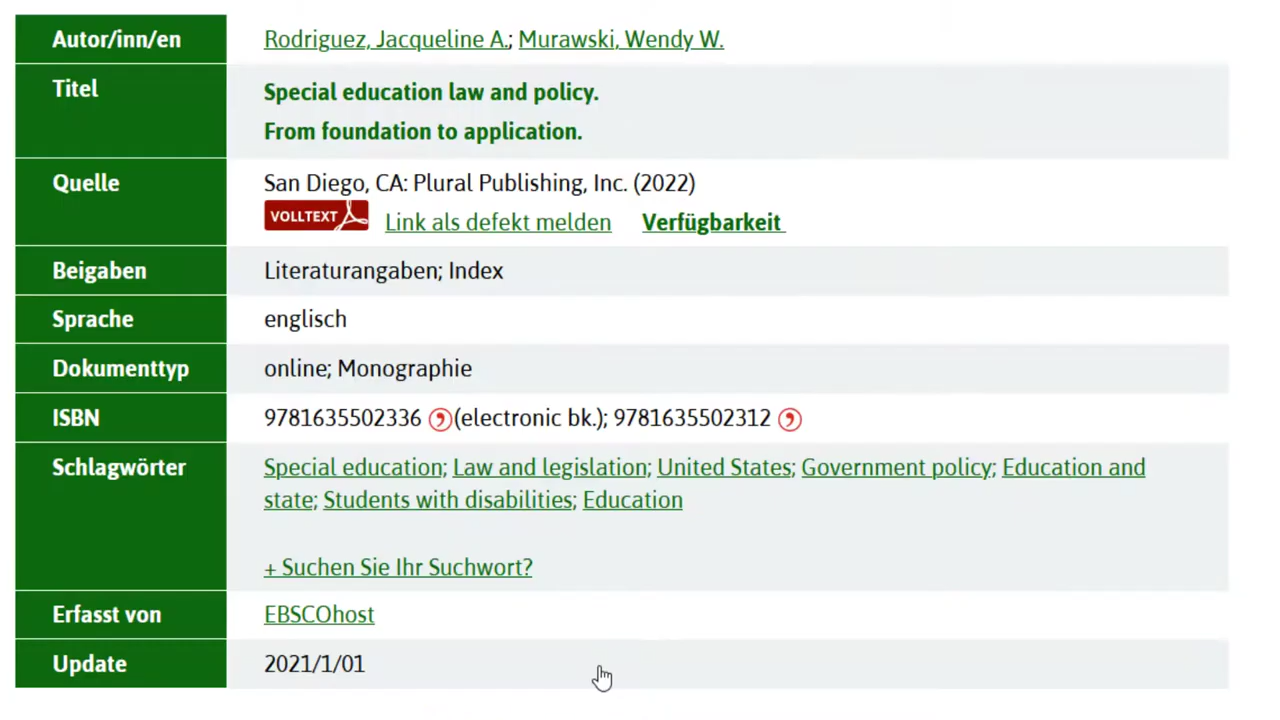 Autor/inn/en Rodriguez, Jacqueline A.; Murawski, Wendy W.
Titel Special education law and policy.
From foundation to application.
Quelle San Diego, CA: Plural Publishing, Inc. (2022)
VOLLTEXT Link als defekt melden Verfügbarkeit
Beigaben Literaturangaben; Index
Sprache englisch
Dokumenttyp online; Monographie
ISBN 9781635502336 (electronic bk.); 9781635502312
Schlagwörter Special education; Law and legislation; United States; Government policy; Education and
state; Students with disabilities; Education
+ Suchen Sie Ihr Suchwort?
Erfasst von EBSCOhost
Update 2021/1/01